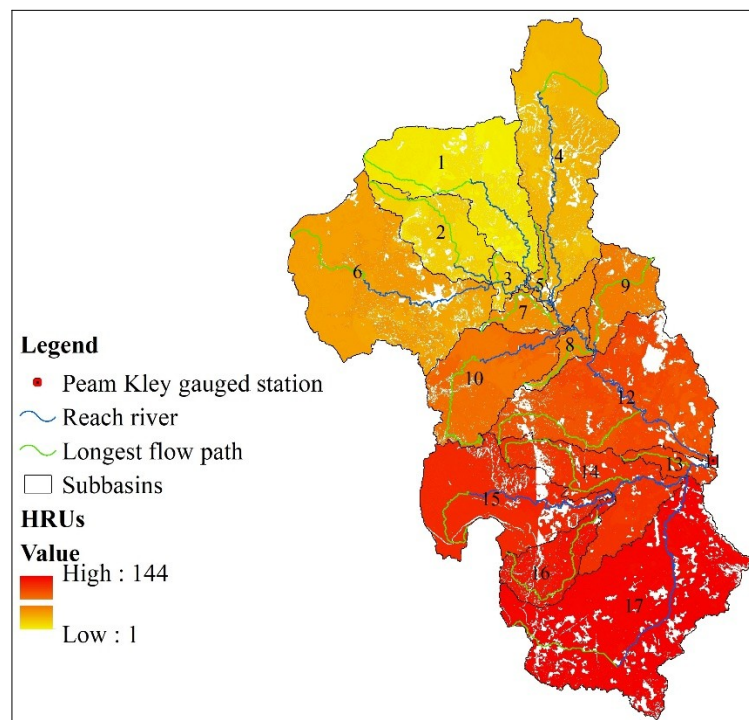 4
1
2
6
3
5
9
7
8
10
12
11
13
14
15
16
17
Legend
Peam Kley gauged station
Reach river
Longest flow path
Subbasins
HRUs
Value
High : 144
Low : 1